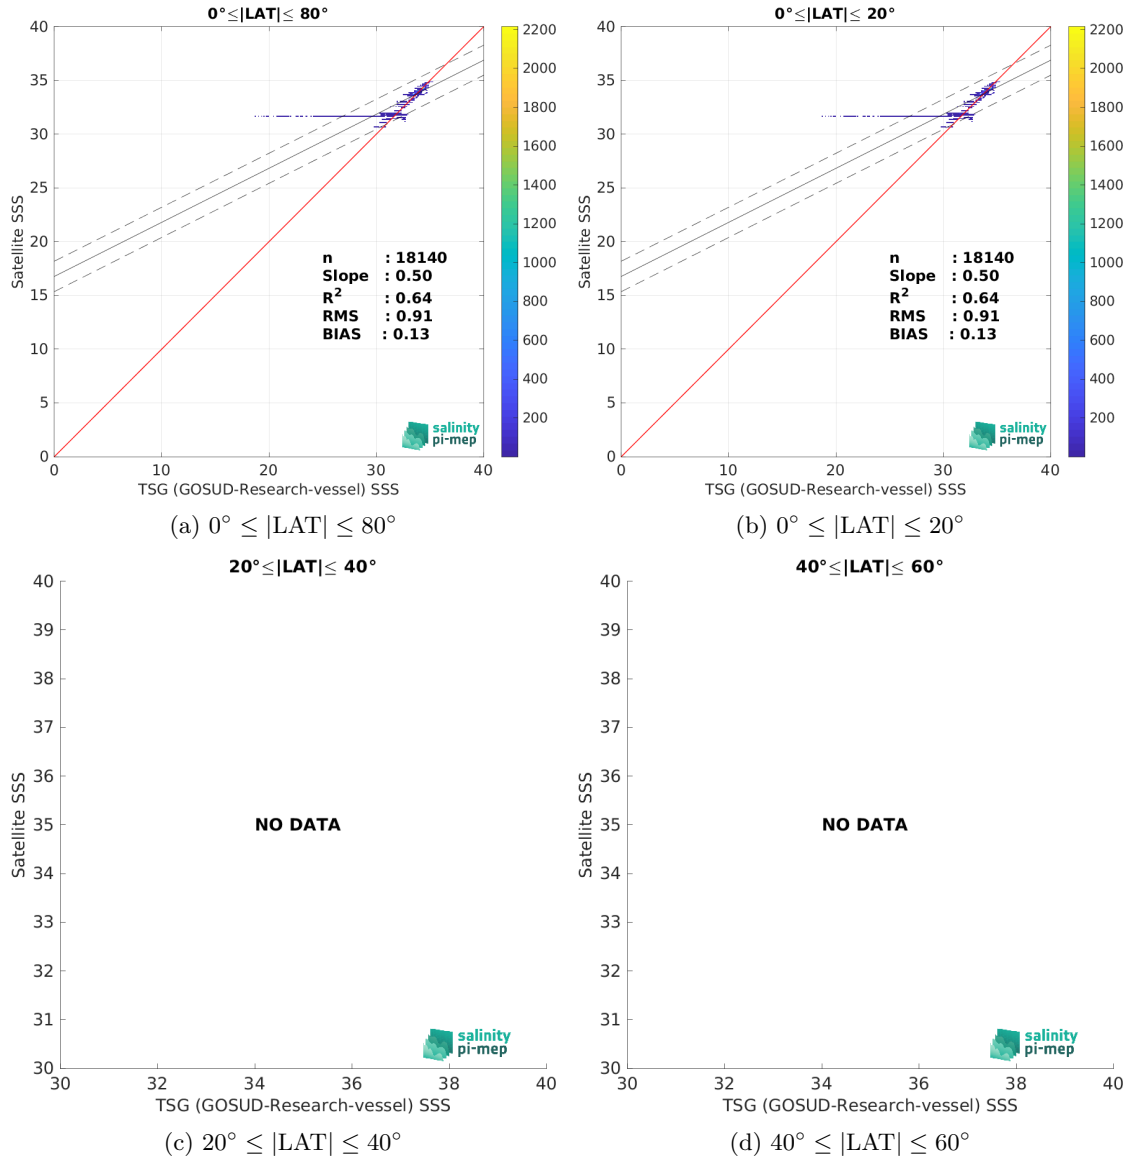 0°≤|LAT|≤ 80°
40
35
30
25
20
15
10
5
0
Satellite SSS
n : 18140
Slope : 0.50
R² : 0.64
RMS : 0.91
BIAS : 0.13
salinity
pi-mep
0 10 20 30 40
TSG (GOSUD-Research-vessel) SSS
2200
2000
1800
1600
1400
1200
1000
800
600
400
200
(a) 0° ≤ |LAT| ≤ 80°
0°≤|LAT|≤ 20°
40
35
30
25
20
15
10
5
0
Satellite SSS
n : 18140
Slope : 0.50
R² : 0.64
RMS : 0.91
BIAS : 0.13
salinity
pi-mep
0 10 20 30 40
TSG (GOSUD-Research-vessel) SSS
2200
2000
1800
1600
1400
1200
1000
800
600
400
200
(b) 0° ≤ |LAT| ≤ 20°
20°≤|LAT|≤ 40°
40
39
38
37
36
35
34
33
32
31
30
Satellite SSS
NO DATA
salinity
pi-mep
30 32 34 36 38 40
TSG (GOSUD-Research-vessel) SSS
(c) 20° ≤ |LAT| ≤ 40°
40°≤|LAT|≤ 60°
40
39
38
37
36
35
34
33
32
31
30
Satellite SSS
NO DATA
salinity
pi-mep
30 32 34 36 38 40
TSG (GOSUD-Research-vessel) SSS
(d) 40° ≤ |LAT| ≤ 60°